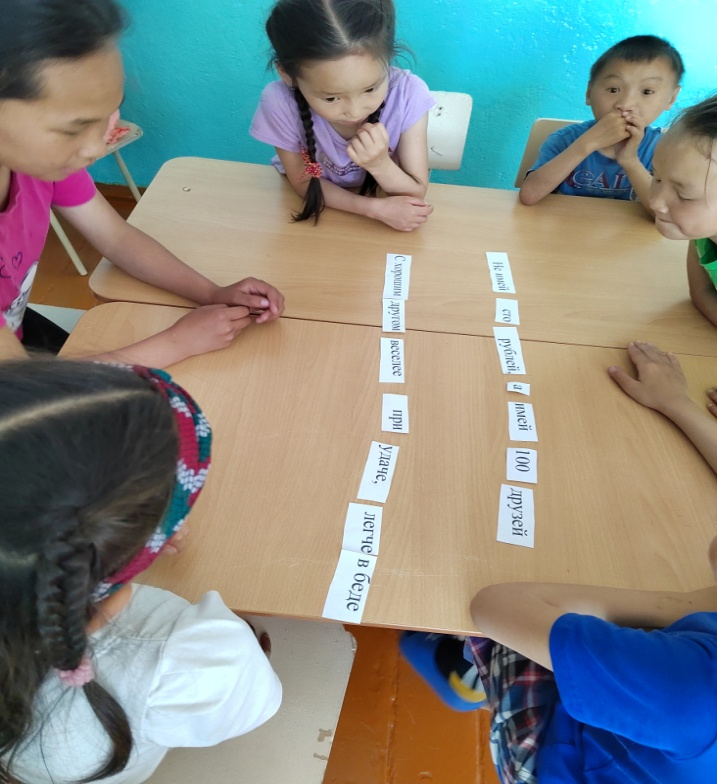 Не имей сто рублей, а имей 100 друзей
С хорошим другом веселее при удаче, легче в беде